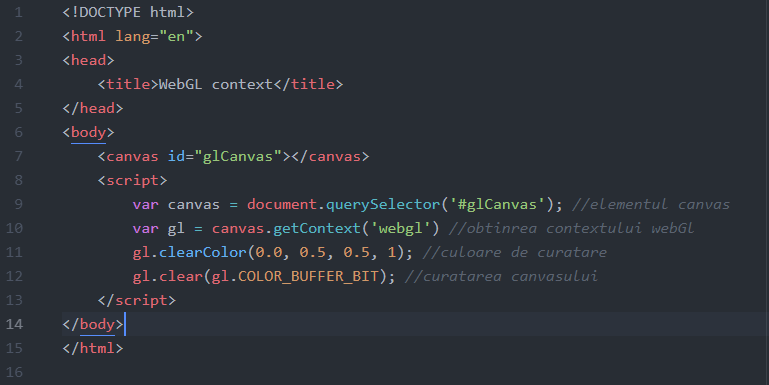 1 <!DOCTYPE html>
2 <html lang="en">
3 <head>
4     <title>WebGL context</title>
5 </head>
6 <body>
7     <canvas id="glCanvas"></canvas>
8     <script>
9         var canvas = document.querySelector('#glCanvas'); //elementul canvas
10         var gl = canvas.getContext('webgl') //obtinrea contextului webGl
11         gl.clearColor(0.0, 0.5, 0.5, 1); //culoare de curatare
12         gl.clear(gl.COLOR_BUFFER_BIT); //curatarea canvasului
13     </script>
14 </body>
15 </html>
16